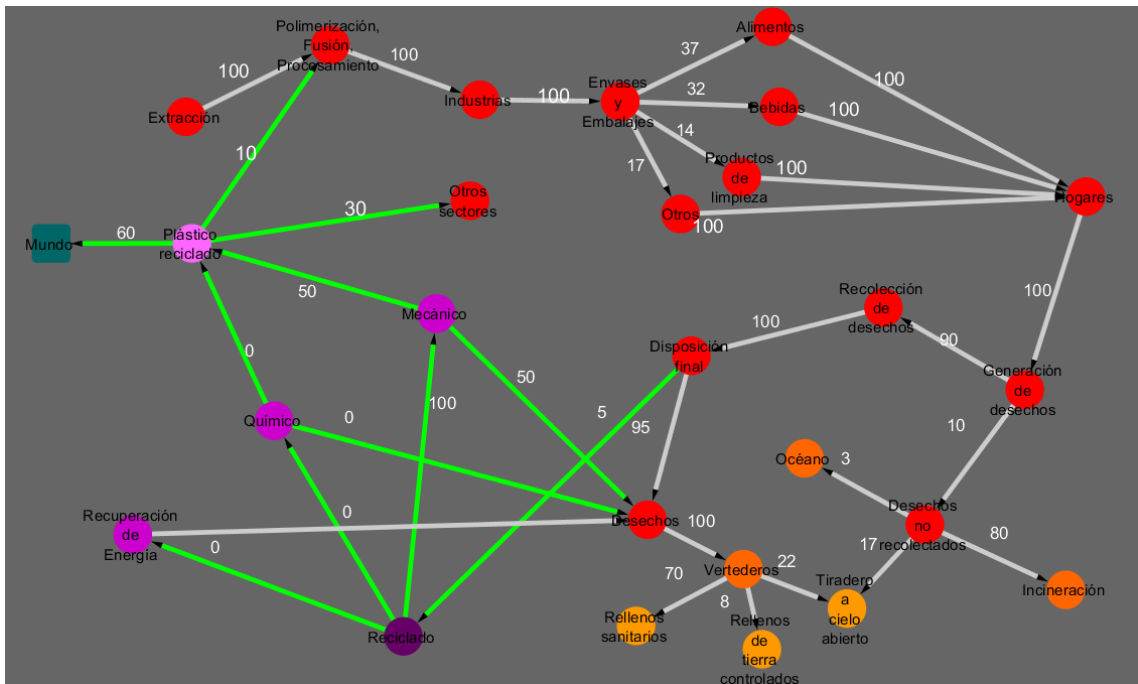 Polimerización,
Fusión,
Procesamiento
Alimentos
37
100
100
100
Envases
y
Embalajes
Industrias
100
32
Bebidas
100
Extracción
14
10
17
Productos
de
limpieza
100
Hogares
Otros
sectores
30
Otros
100
Mundo
60
Plástico
reciclado
50
Mecánico
Recolección
de
desechos
100
100
90
Disposición
final
Generación
de
desechos
0
50
100
5
95
10
Químico
0
Océano
3
Recuperación
de
Energía
0
0
Desechos
100
Desechos
no
recolectados
80
17
70
Vertederos
22
8
Tiradero
a
cielo
abierto
Incineración
Reciclado
Rellenos
sanitarios
Rellenos
de
tierra
controlados